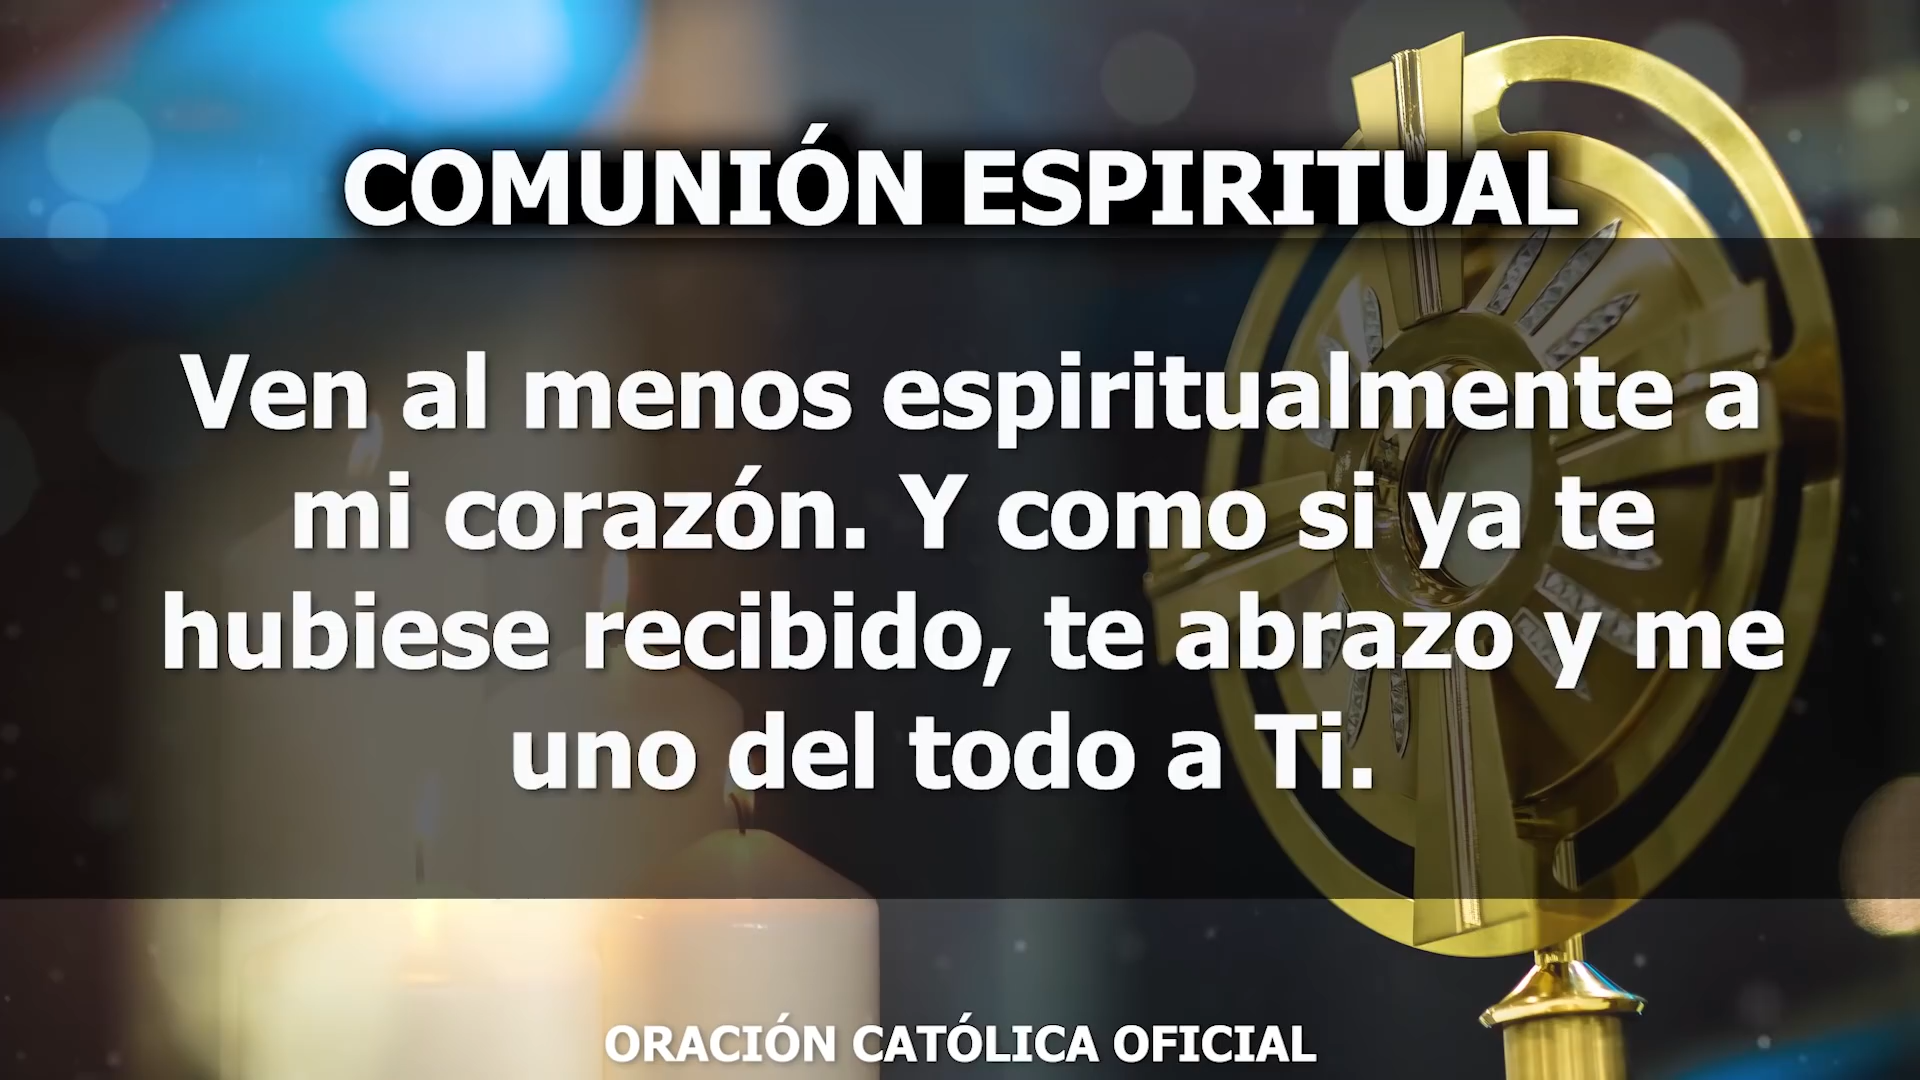 COMUNIÓN ESPIRITUAL
Ven al menos espiritualmente a
mi corazón. Y como si ya te
hubiese recibido, te abrazo y me
uno del todo a Ti.
ORACIÓN CATÓLICA OFICIAL